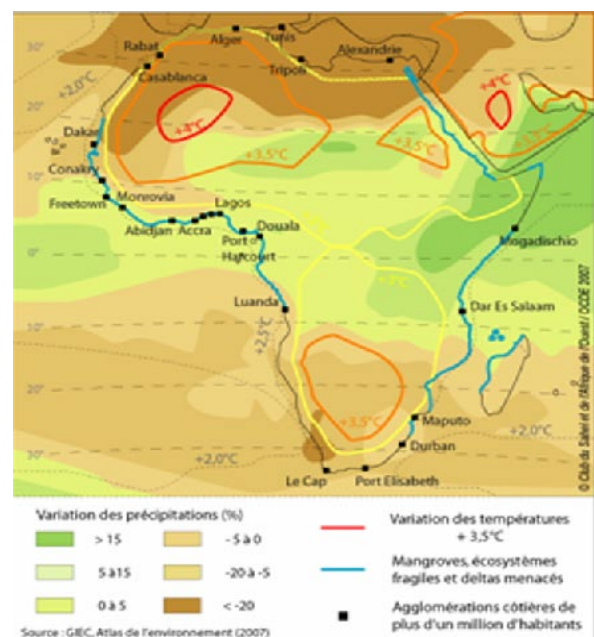 30°
Rabat
Alger
Tunis
Alexandrie
Casablanca
Tripoli
+2,0°C
20°
+4°C
+4°C
+3,5°C
Dakar
+3,5°C
+3,5°C
10°
Conakry
Freetown
Monrovia
Lagos
Abidjan
Accra
Port
Harcourt
Douala
Mogadischio
0°
+3°C
Luanda
Dar Es Salaam
10°
+2,5°C
20°
+3,5°C
Maputo
+2,0°C
Durban
30°
+2,0°C
Le Cap
Port Elisabeth
© Club du Sahel et de l'Afrique de l'Ouest / OCDE 2007
Variation des précipitations (%)
> 15
5 à 15
0 à 5
- 5 à 0
-20 à -5
< -20
Variation des températures
+ 3,5°C
Mangroves, écosystèmes
fragiles et deltas menacés
Agglomérations côtières de
plus d'un million d'habitants
Source : GIEC, Atlas de l'environnement (2007)